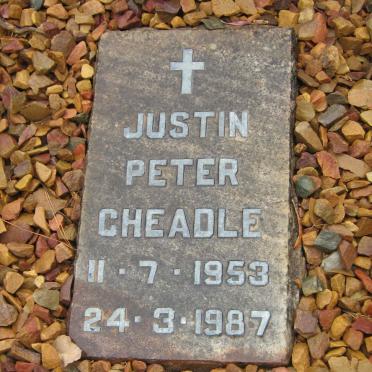 JUSTIN
PETER
CHEADLE
11 · 7 · 1953
24 · 3 · 1987